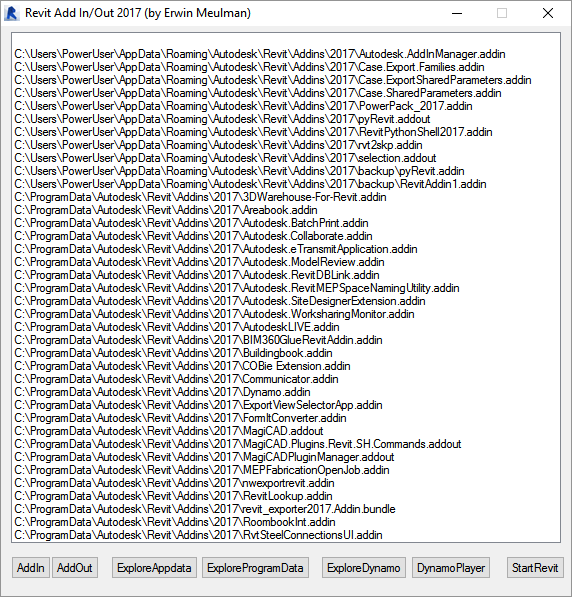 Revit Add In/Out 2017 (by Erwin Meulman)
C:\Users\PowerUser\AppData\Roaming\Autodesk\Revit\Addins\2017\Autodesk.AddInManager.addin
C:\Users\PowerUser\AppData\Roaming\Autodesk\Revit\Addins\2017\Case.Export.Families.addin
C:\Users\PowerUser\AppData\Roaming\Autodesk\Revit\Addins\2017\Case.ExportSharedParameters.addin
C:\Users\PowerUser\AppData\Roaming\Autodesk\Revit\Addins\2017\Case.SharedParameters.addin
C:\Users\PowerUser\AppData\Roaming\Autodesk\Revit\Addins\2017\PowerPack_2017.addin
C:\Users\PowerUser\AppData\Roaming\Autodesk\Revit\Addins\2017\pyRevit.addout
C:\Users\PowerUser\AppData\Roaming\Autodesk\Revit\Addins\2017\RevitPythonShell2017.addin
C:\Users\PowerUser\AppData\Roaming\Autodesk\Revit\Addins\2017\rvt2skp.addin
C:\Users\PowerUser\AppData\Roaming\Autodesk\Revit\Addins\2017\selection.addout
C:\Users\PowerUser\AppData\Roaming\Autodesk\Revit\Addins\2017\backup\pyRevit.addin
C:\Users\PowerUser\AppData\Roaming\Autodesk\Revit\Addins\2017\backup\RevitAddin1.addin
C:\ProgramData\Autodesk\Revit\Addins\2017\3DWarehouse-For-Revit.addin
C:\ProgramData\Autodesk\Revit\Addins\2017\Areabook.addin
C:\ProgramData\Autodesk\Revit\Addins\2017\Autodesk.BatchPrint.addin
C:\ProgramData\Autodesk\Revit\Addins\2017\Autodesk.Collaborate.addin
C:\ProgramData\Autodesk\Revit\Addins\2017\Autodesk.eTransmitApplication.addin
C:\ProgramData\Autodesk\Revit\Addins\2017\Autodesk.ModelReview.addin
C:\ProgramData\Autodesk\Revit\Addins\2017\Autodesk.RevitDBLink.addin
C:\ProgramData\Autodesk\Revit\Addins\2017\Autodesk.RevitMEPSpaceNamingUtility.addin
C:\ProgramData\Autodesk\Revit\Addins\2017\Autodesk.SiteDesignerExtension.addin
C:\ProgramData\Autodesk\Revit\Addins\2017\Autodesk.WorksharingMonitor.addin
C:\ProgramData\Autodesk\Revit\Addins\2017\AutodeskLIVE.addin
C:\ProgramData\Autodesk\Revit\Addins\2017\BIM360GlueRevitAddin.addin
C:\ProgramData\Autodesk\Revit\Addins\2017\Buildingbook.addin
C:\ProgramData\Autodesk\Revit\Addins\2017\COBie Extension.addin
C:\ProgramData\Autodesk\Revit\Addins\2017\Communicator.addin
C:\ProgramData\Autodesk\Revit\Addins\2017\Dynamo.addin
C:\ProgramData\Autodesk\Revit\Addins\2017\ExportViewSelectorApp.addin
C:\ProgramData\Autodesk\Revit\Addins\2017\FormItConverter.addin
C:\ProgramData\Autodesk\Revit\Addins\2017\MagiCAD.addout
C:\ProgramData\Autodesk\Revit\Addins\2017\MagiCAD.Plugins.Revit.SH.Commands.addout
C:\ProgramData\Autodesk\Revit\Addins\2017\MagiCADPluginManager.addout
C:\ProgramData\Autodesk\Revit\Addins\2017\MEPFabricationOpenJob.addin
C:\ProgramData\Autodesk\Revit\Addins\2017\nwexportrevit.addin
C:\ProgramData\Autodesk\Revit\Addins\2017\RevitLookup.addin
C:\ProgramData\Autodesk\Revit\Addins\2017\revit_exporter2017.Addin.bundle
C:\ProgramData\Autodesk\Revit\Addins\2017\RoombookInt.addin
C:\ProgramData\Autodesk\Revit\Addins\2017\RvtSteelConnectionsUI.addin
AddIn AddOut ExploreAppdata ExploreProgramData ExploreDynamo DynamoPlayer StartRevit